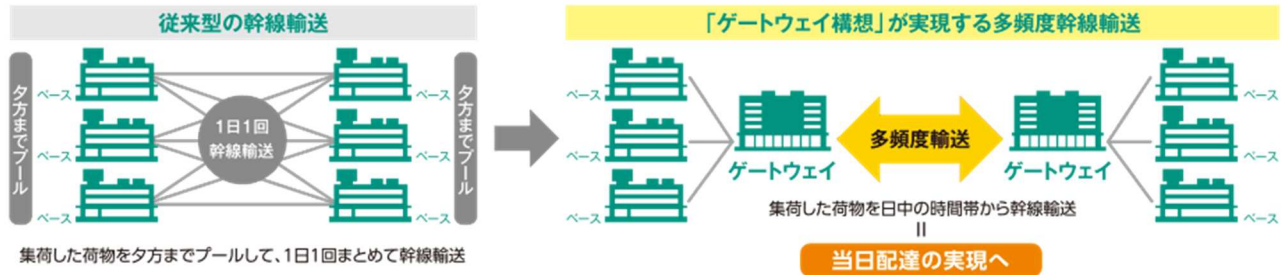 従来型の幹線輸送
夕方までプール
ベース
ベース
ベース
1日1回
幹線輸送
ベース
ベース
ベース
夕方までプール
集荷した荷物を夕方までプールして、1日1回まとめて幹線輸送
「ゲートウェイ構想」が実現する多頻度幹線輸送
ベース
ベース
ベース
ゲートウェイ
多頻度輸送
ゲートウェイ
ベース
ベース
ベース
集荷した荷物を日中の時間帯から幹線輸送
=
当日配達の実現へ